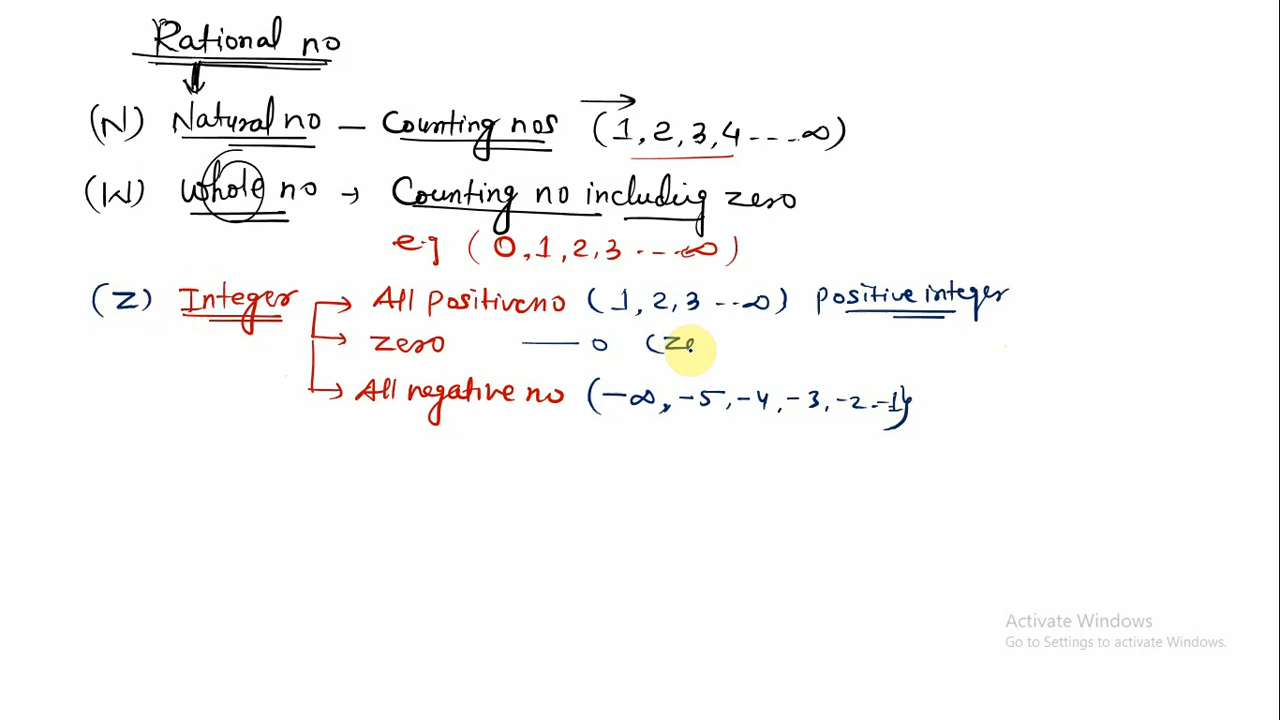 Rational no
(N) Natural no — Counting nos (1, 2, 3, 4 - - - . ∞)
(W) Whole no → Counting no including zero
e.g (0, 1, 2, 3 - - - ∞)
(Z) Integer → All positive no (1, 2, 3 - - ∞) positive integer
→ zero — 0 (Ze
→ All negative no (-∞, -5, -4, -3, -2 - -1)
Activate Windows
Go to Settings to activate Windows.